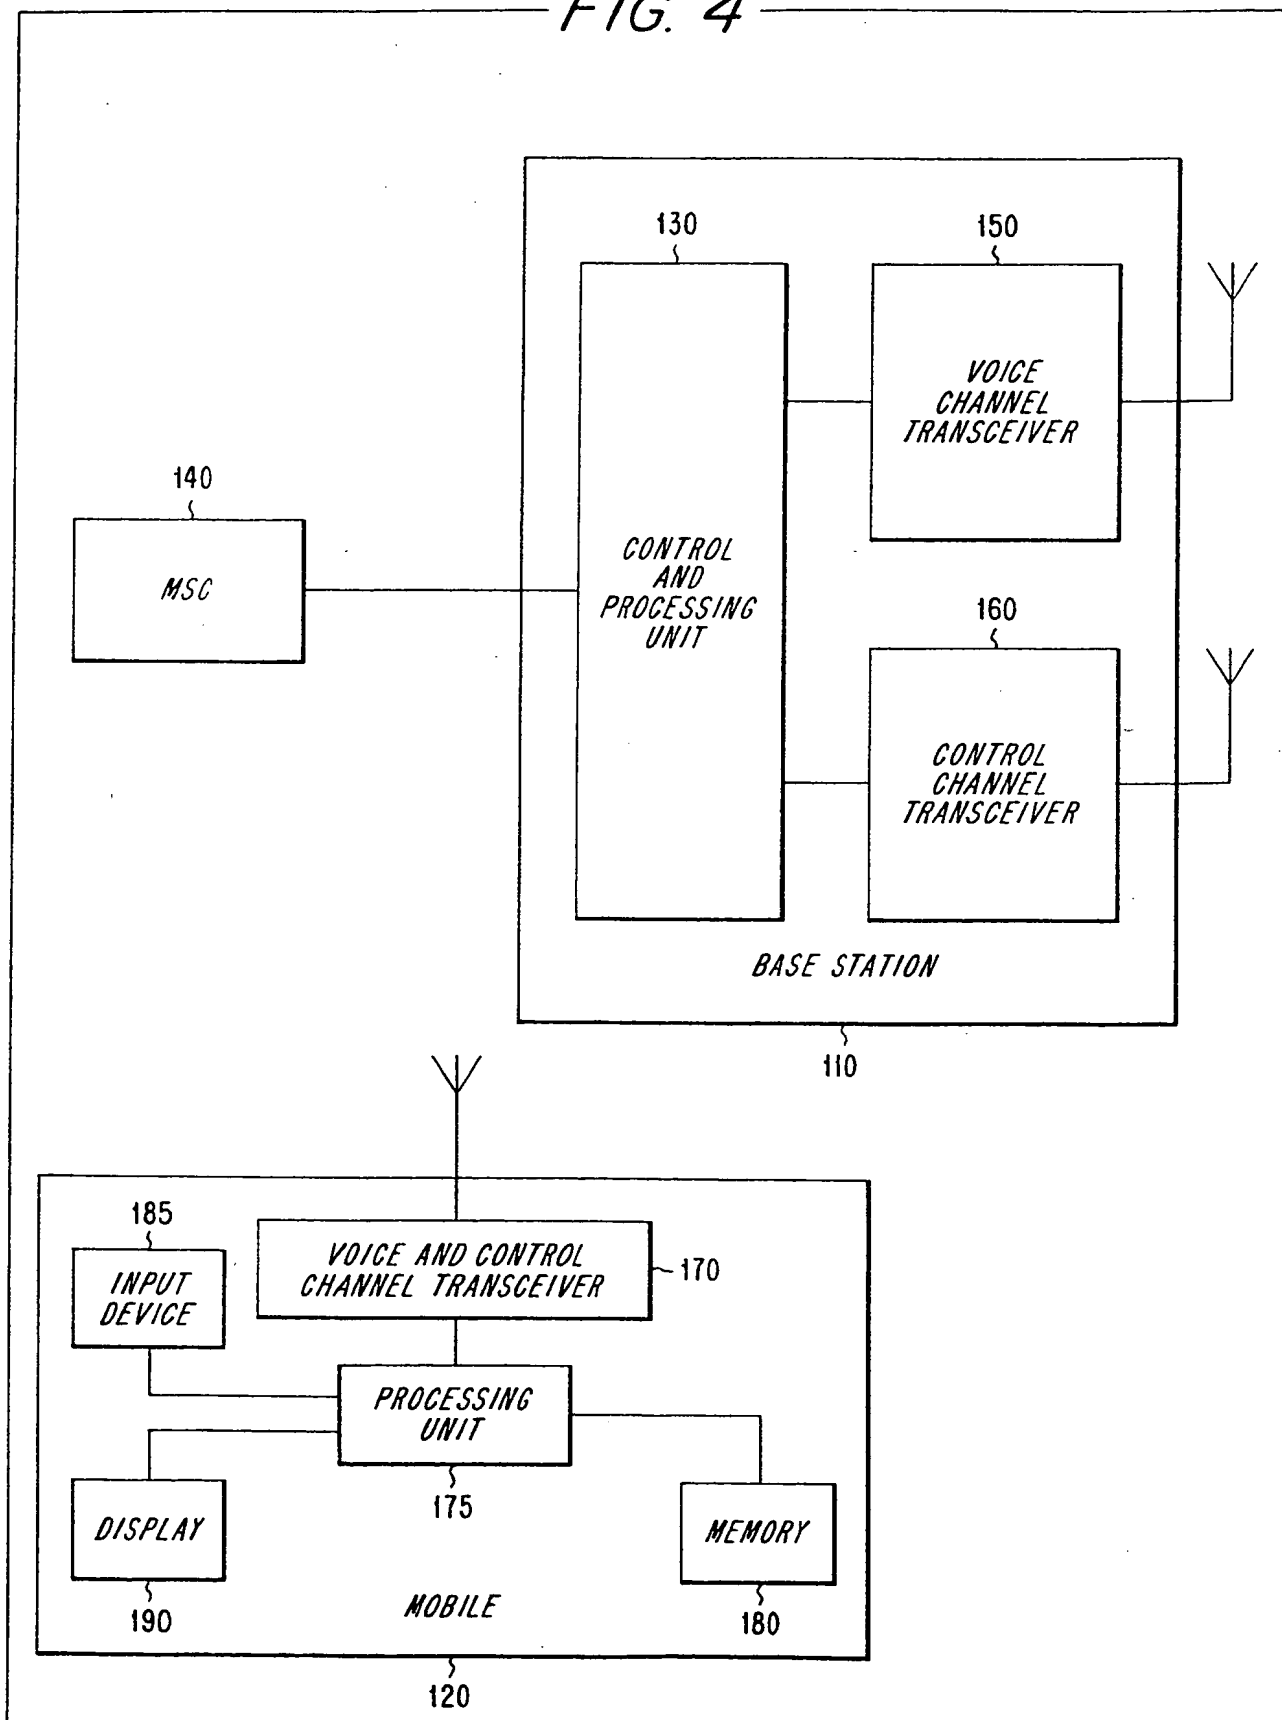 FIG. 4
130
150
VOICE
CHANNEL
TRANSCEIVER
140
MSC
CONTROL
AND
PROCESSING
UNIT
160
CONTROL
CHANNEL
TRANSCEIVER
BASE STATION
110
185
INPUT
DEVICE
VOICE AND CONTROL
CHANNEL TRANSCEIVER
170
PROCESSING
UNIT
175
DISPLAY
190
MEMORY
180
MOBILE
120